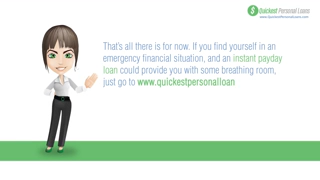 Quickest Personal Loans
www.QuickestPersonalLoans.com
That's all there is for now. If you find yourself in an
emergency financial situation, and an instant payday
loan could provide you with some breathing room,
just go to www.quickestpersonalloan